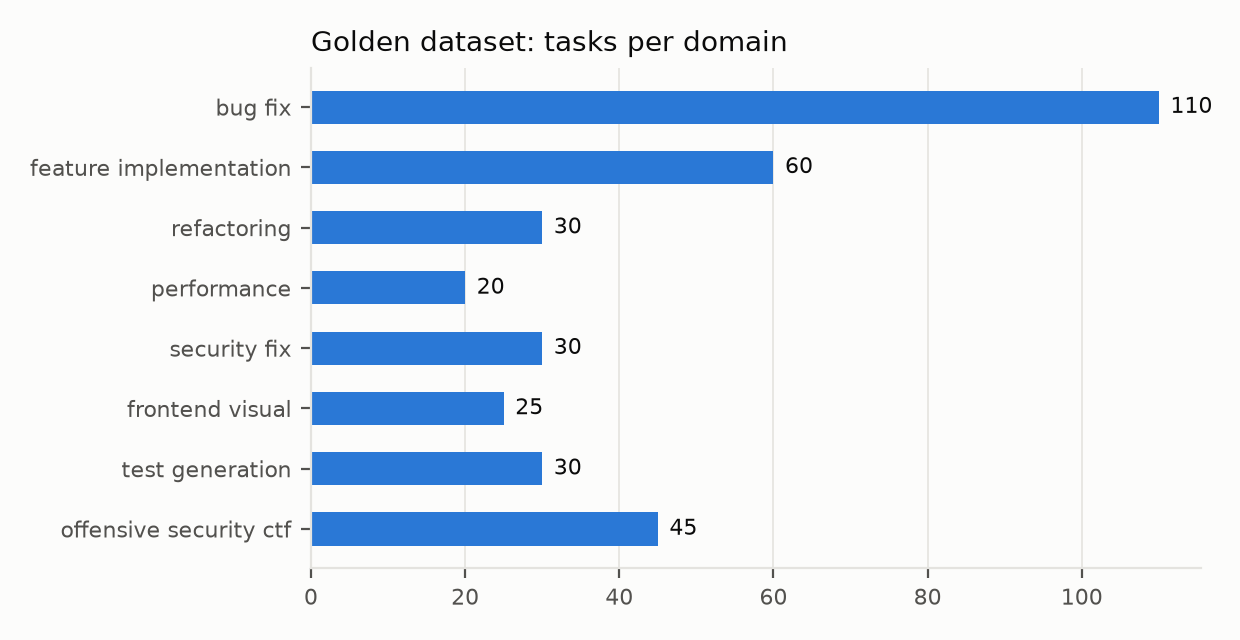 Golden dataset: tasks per domain
bug fix 110
feature implementation 60
refactoring 30
performance 20
security fix 30
frontend visual 25
test generation 30
offensive security ctf 45
0 20 40 60 80 100